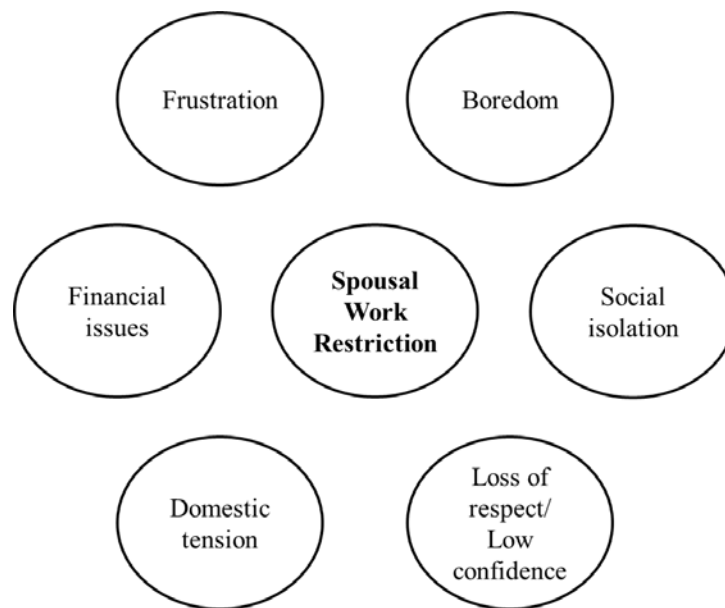 Frustration
Boredom
Financial
issues
Spousal
Work
Restriction
Social
isolation
Domestic
tension
Loss of
respect/
Low
confidence